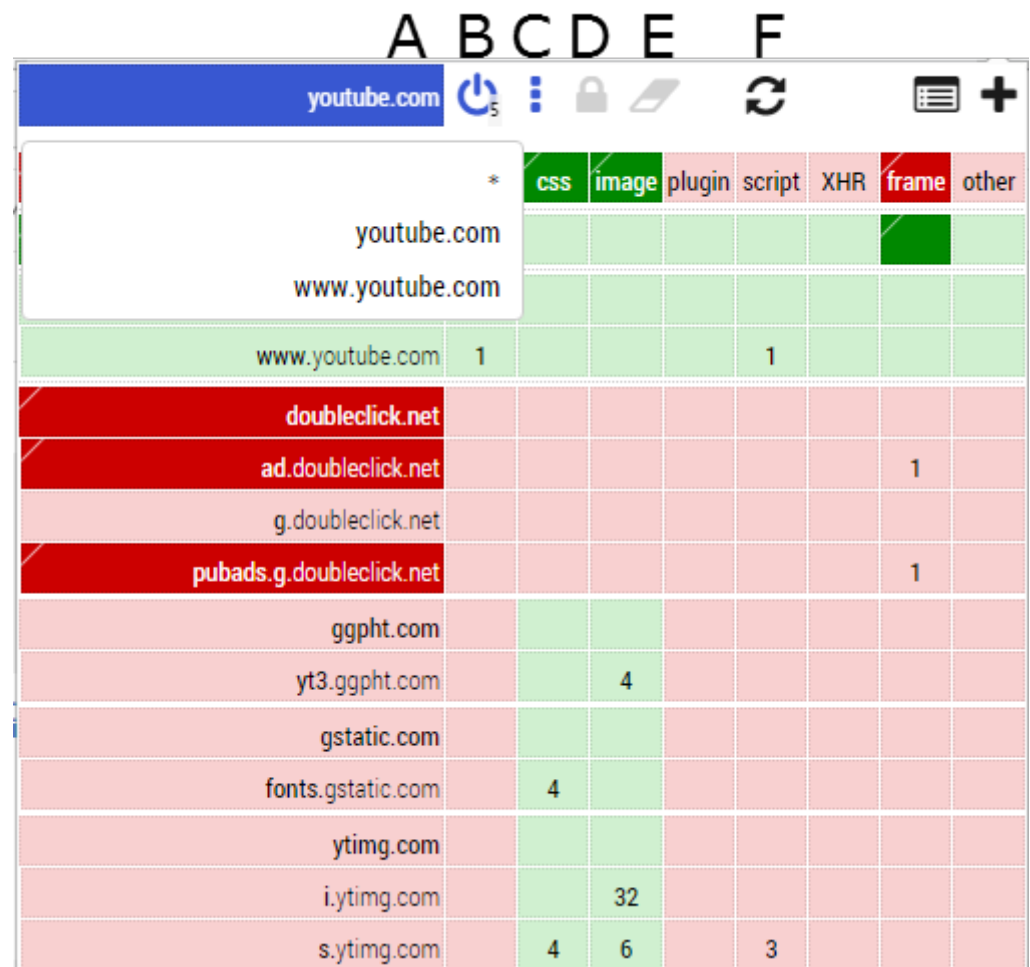 A B C D E F
youtube.com 5
*
youtube.com
www.youtube.com
css image plugin script XHR frame other
www.youtube.com 1 1
doubleclick.net
ad.doubleclick.net 1
g.doubleclick.net
pubads.g.doubleclick.net 1
ggpht.com
yt3.ggpht.com 4
gstatic.com
fonts.gstatic.com 4
ytimg.com
i.ytimg.com 32
s.ytimg.com 4 6 3